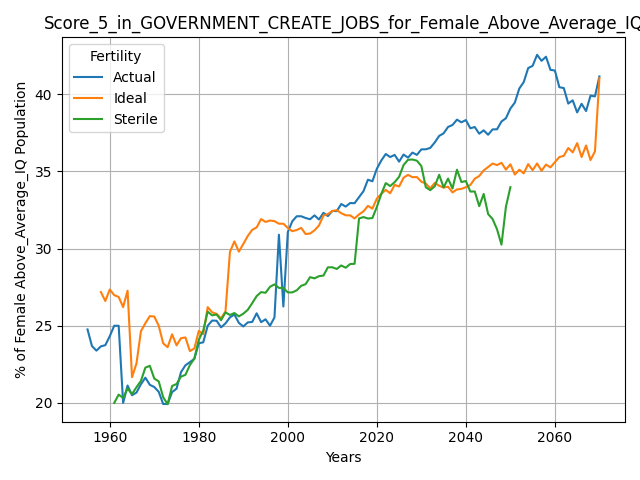 Score_5_in_GOVERNMENT_CREATE_JOBS_for_Female_Above_Average_IQ
Fertility
Actual
Ideal
Sterile
% of Female Above_Average_IQ Population
40
35
30
25
20
1960 1980 2000 2020 2040 2060
Years